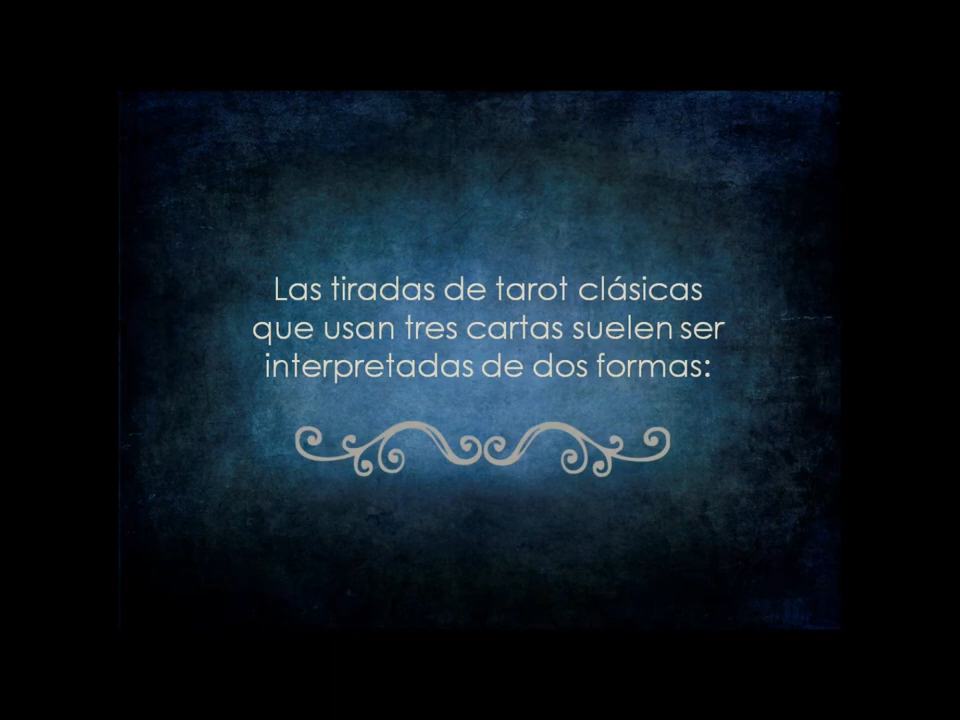 Las tiradas de tarot clásicas
que usan tres cartas suelen ser
interpretadas de dos formas: